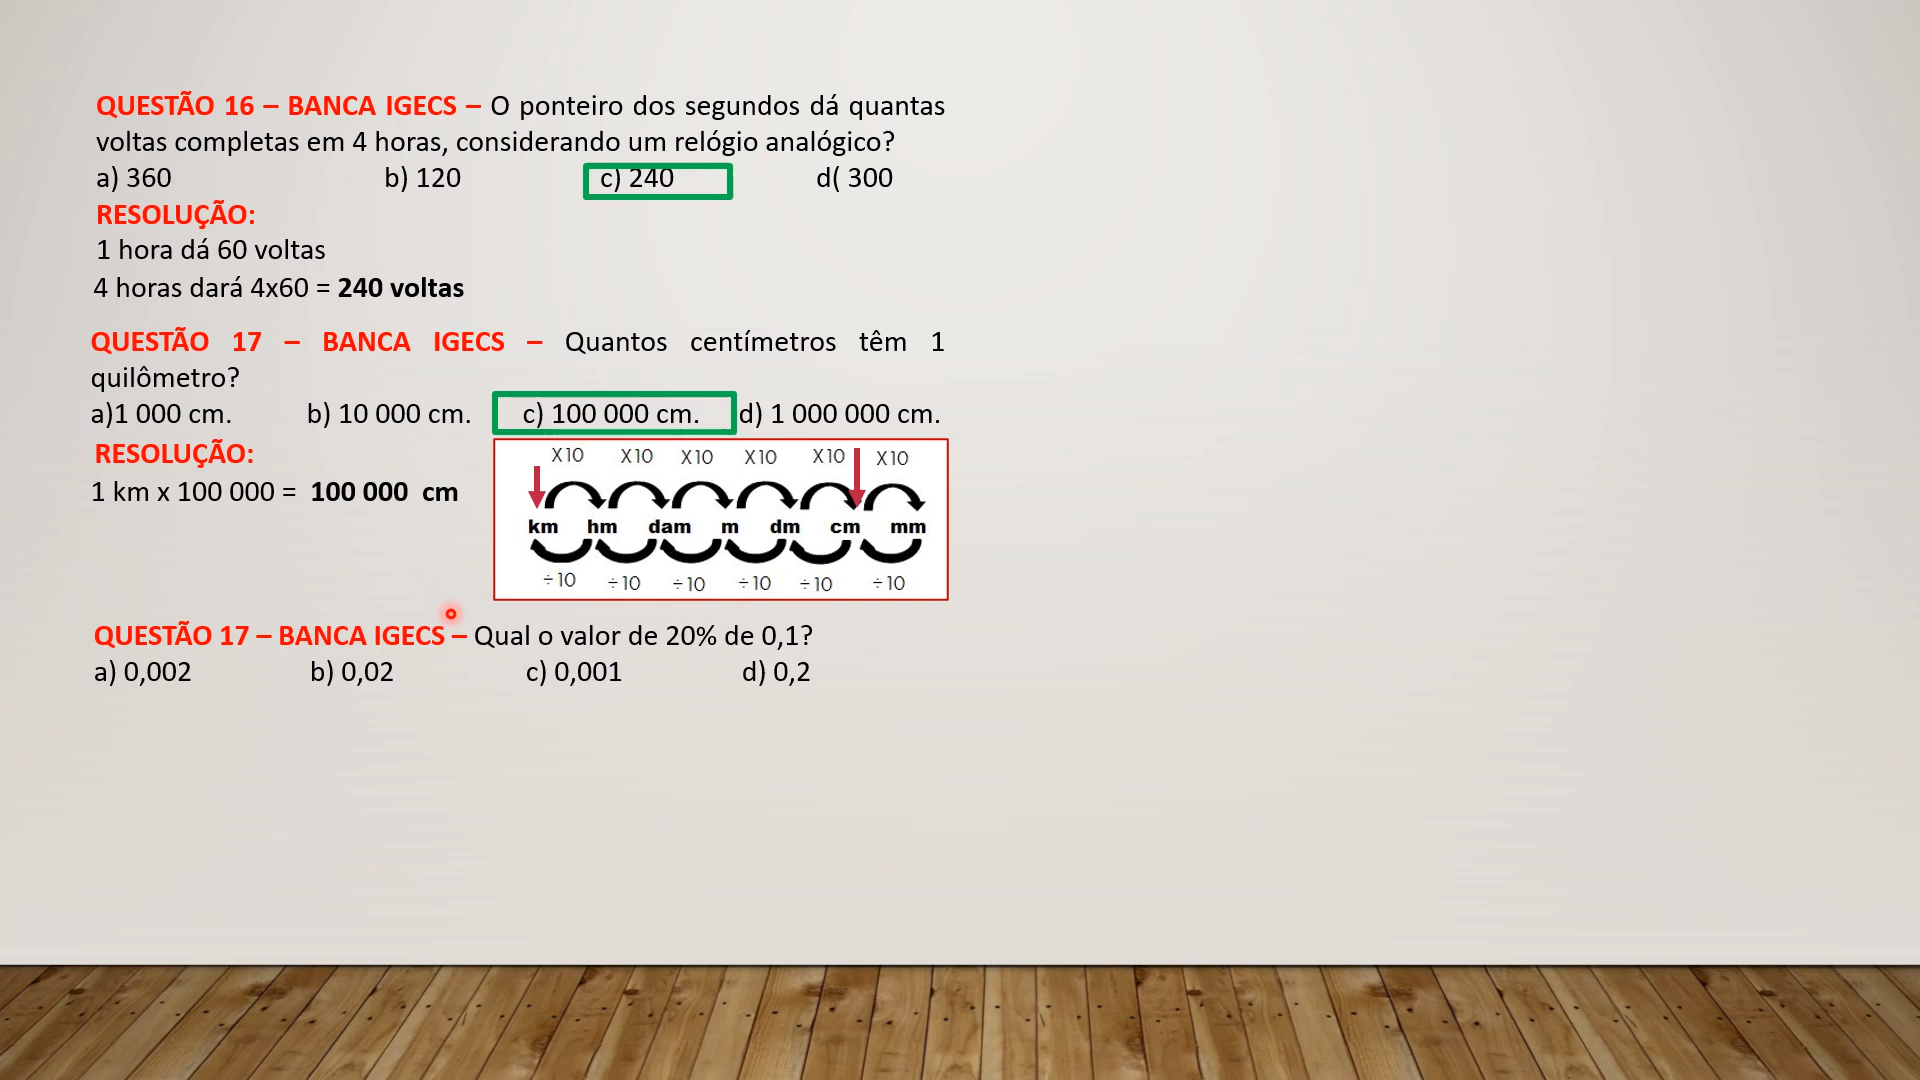 QUESTÃO 16 – BANCA IGECS – O ponteiro dos segundos dá quantas
voltas completas em 4 horas, considerando um relógio analógico?
a) 360 b) 120 c) 240 d( 300
RESOLUÇÃO:
1 hora dá 60 voltas
4 horas dará 4x60 = 240 voltas
QUESTÃO 17 – BANCA IGECS – Quantos centímetros têm 1
quilômetro?
a)1 000 cm. b) 10 000 cm. c) 100 000 cm. d) 1 000 000 cm.
RESOLUÇÃO:
1 km x 100 000 = 100 000 cm
X10 X10 X10 X10 X10 X10
km hm dam m dm cm mm
÷10 ÷10 ÷10 ÷10 ÷10 ÷10
QUESTÃO 17 – BANCA IGECS – Qual o valor de 20% de 0,1?
a) 0,002 b) 0,02 c) 0,001 d) 0,2